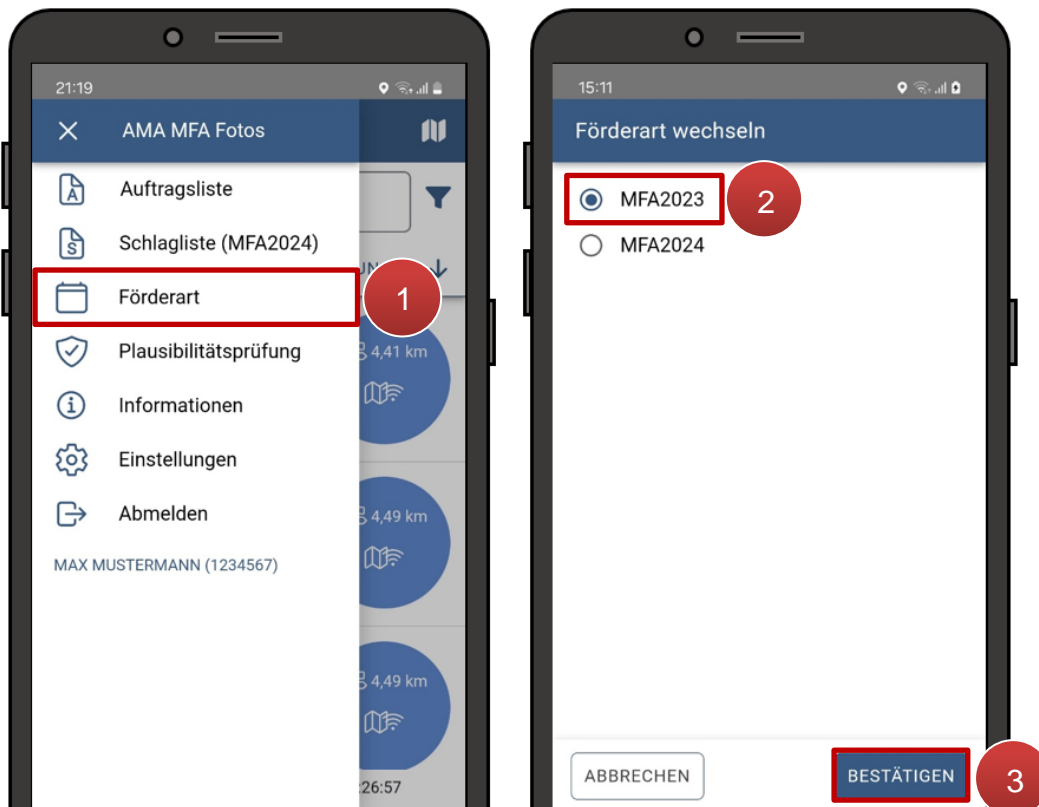 21:19
AMA MFA Fotos
Auftragsliste
Schlagliste (MFA2024)
Förderart
1
Plausibilitätsprüfung
4,41 km
Informationen
Einstellungen
Abmelden
4,49 km
MAX MUSTERMANN (1234567)
4,49 km
:26:57
15:11
Förderart wechseln
MFA2023
2
MFA2024
ABBRECHEN
BESTÄTIGEN
3